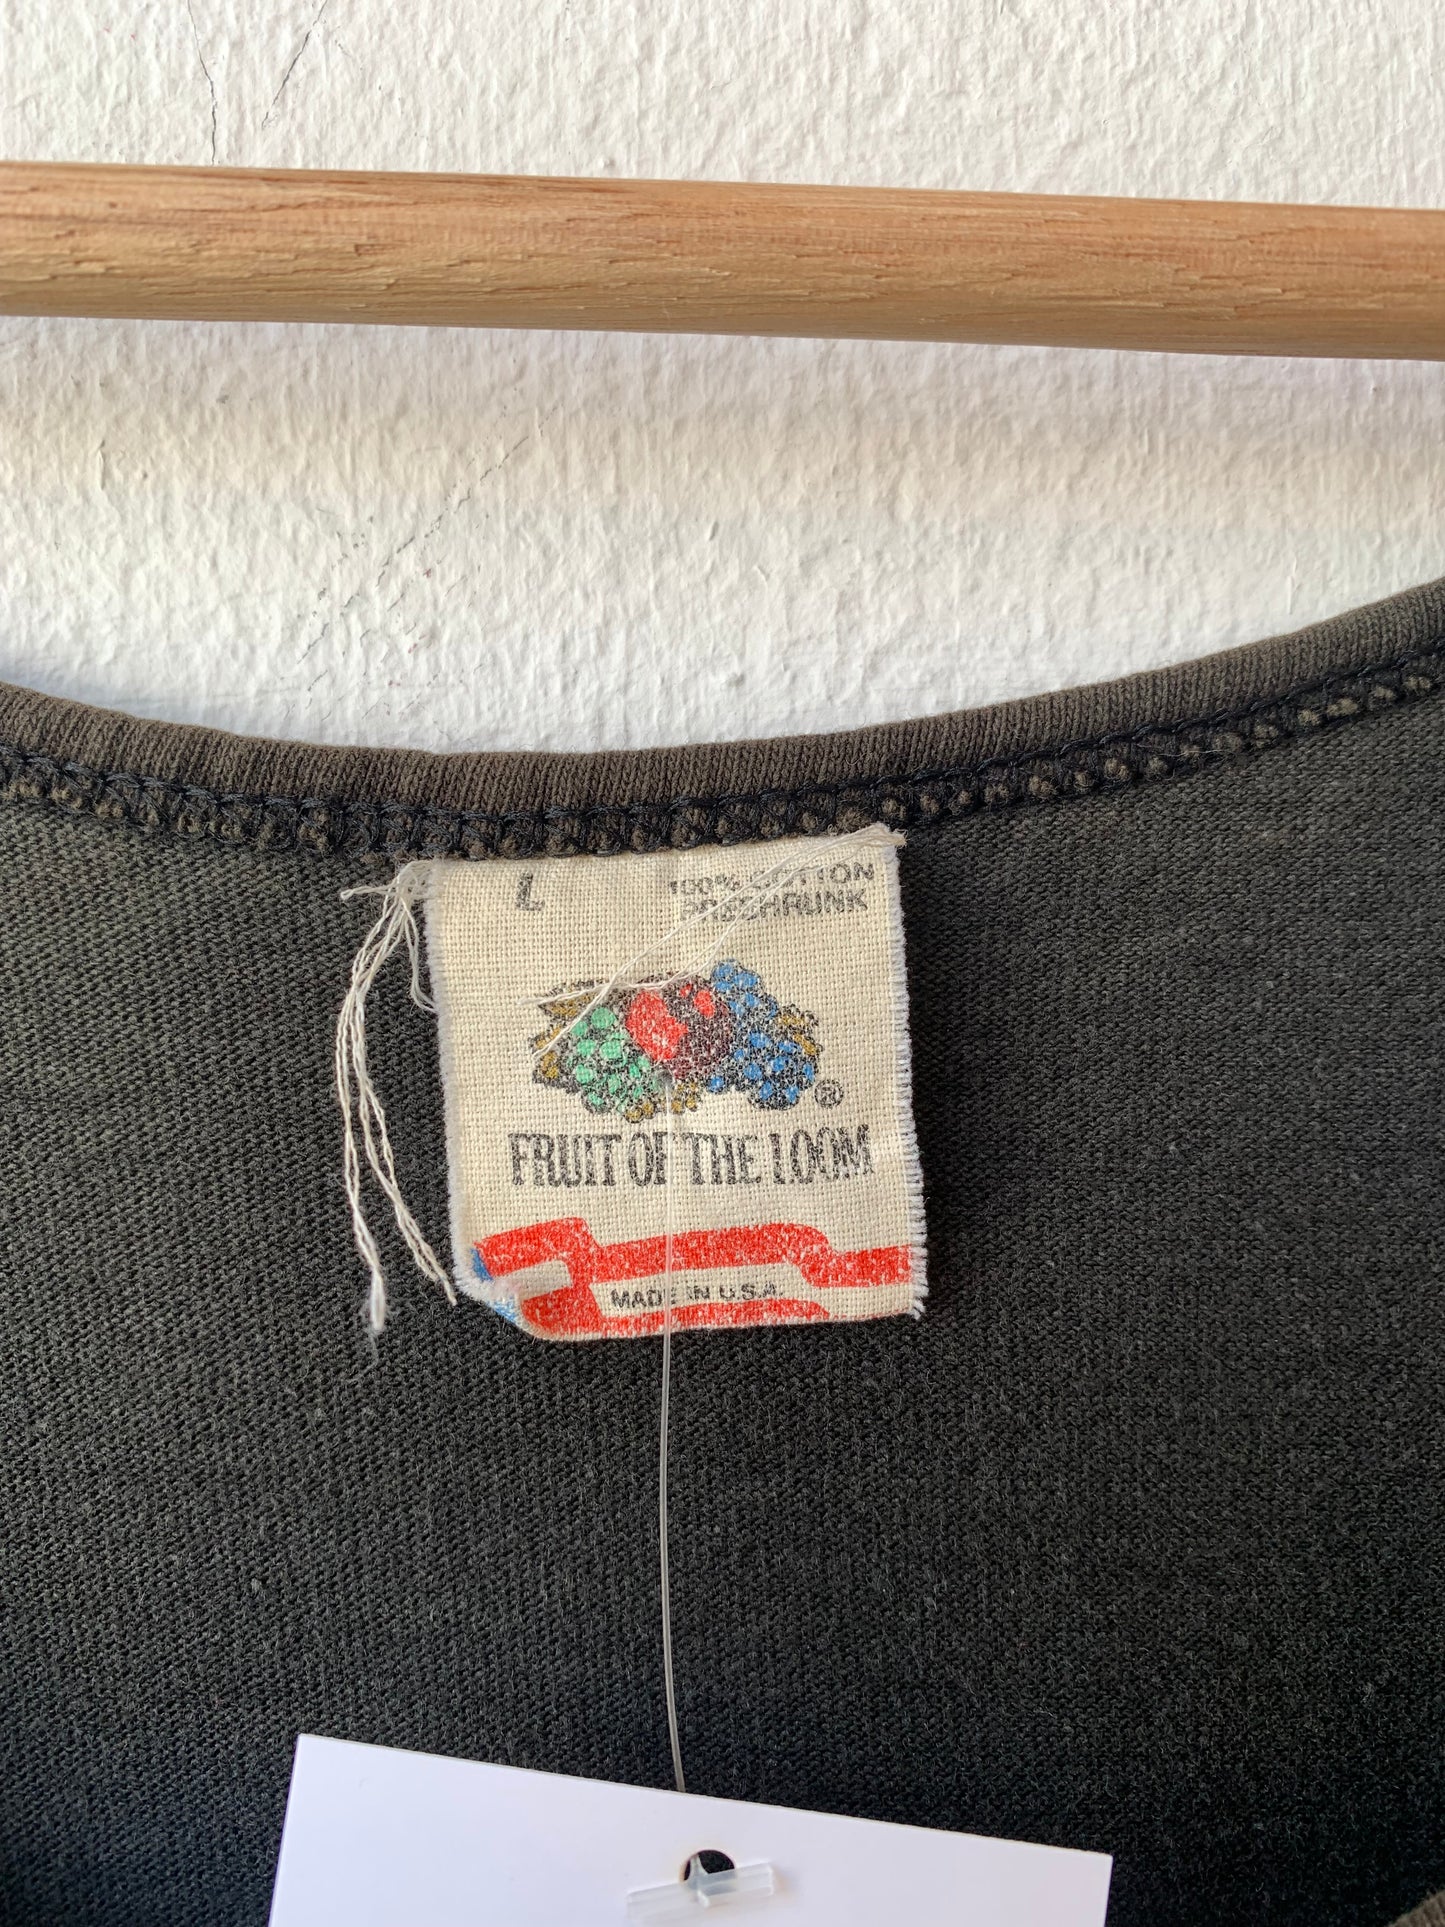 L
100% COTTON
PRESHRUNK
®
FRUIT OF THE LOOM
MADE IN U.S.A.